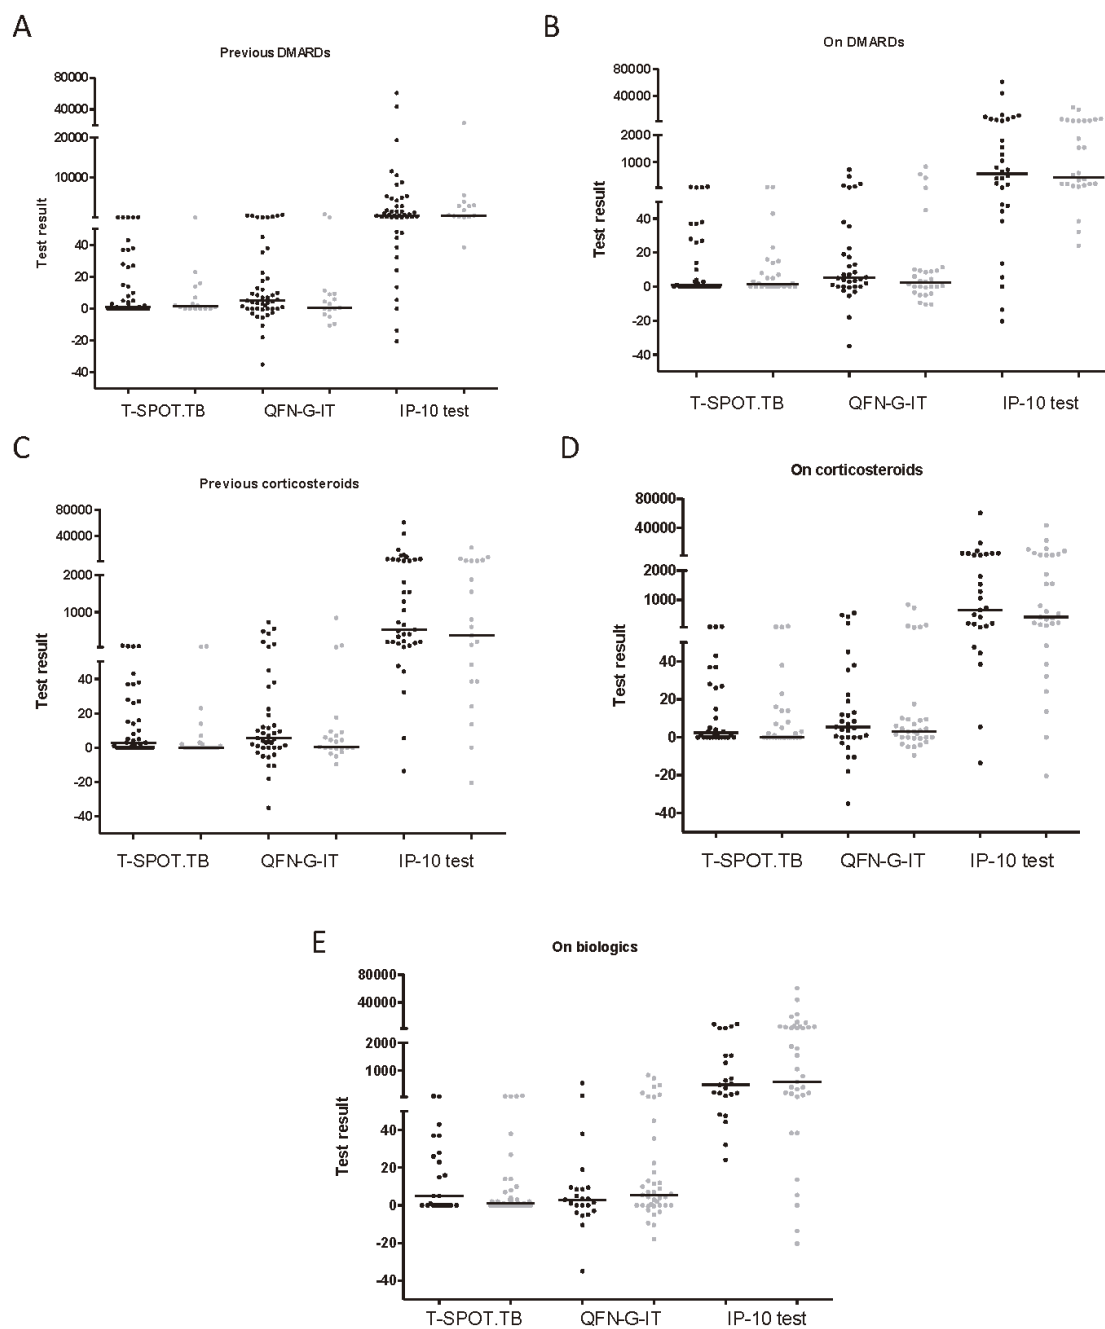 A
Previous DMARDs
80000
40000
20000
10000
40
20
0
-20
-40
Test result
T-SPOT.TB QFN-G-IT IP-10 test
B
On DMARDs
80000
40000
2000
1000
40
20
0
-20
-40
Test result
T-SPOT.TB QFN-G-IT IP-10 test
C
Previous corticosteroids
80000
40000
2000
1000
40
20
0
-20
-40
Test result
T-SPOT.TB QFN-G-IT IP-10 test
D
On corticosteroids
80000
40000
2000
1000
40
20
0
-20
-40
Test result
T-SPOT.TB QFN-G-IT IP-10 test
E
On biologics
80000
40000
2000
1000
40
20
0
-20
-40
Test result
T-SPOT.TB QFN-G-IT IP-10 test